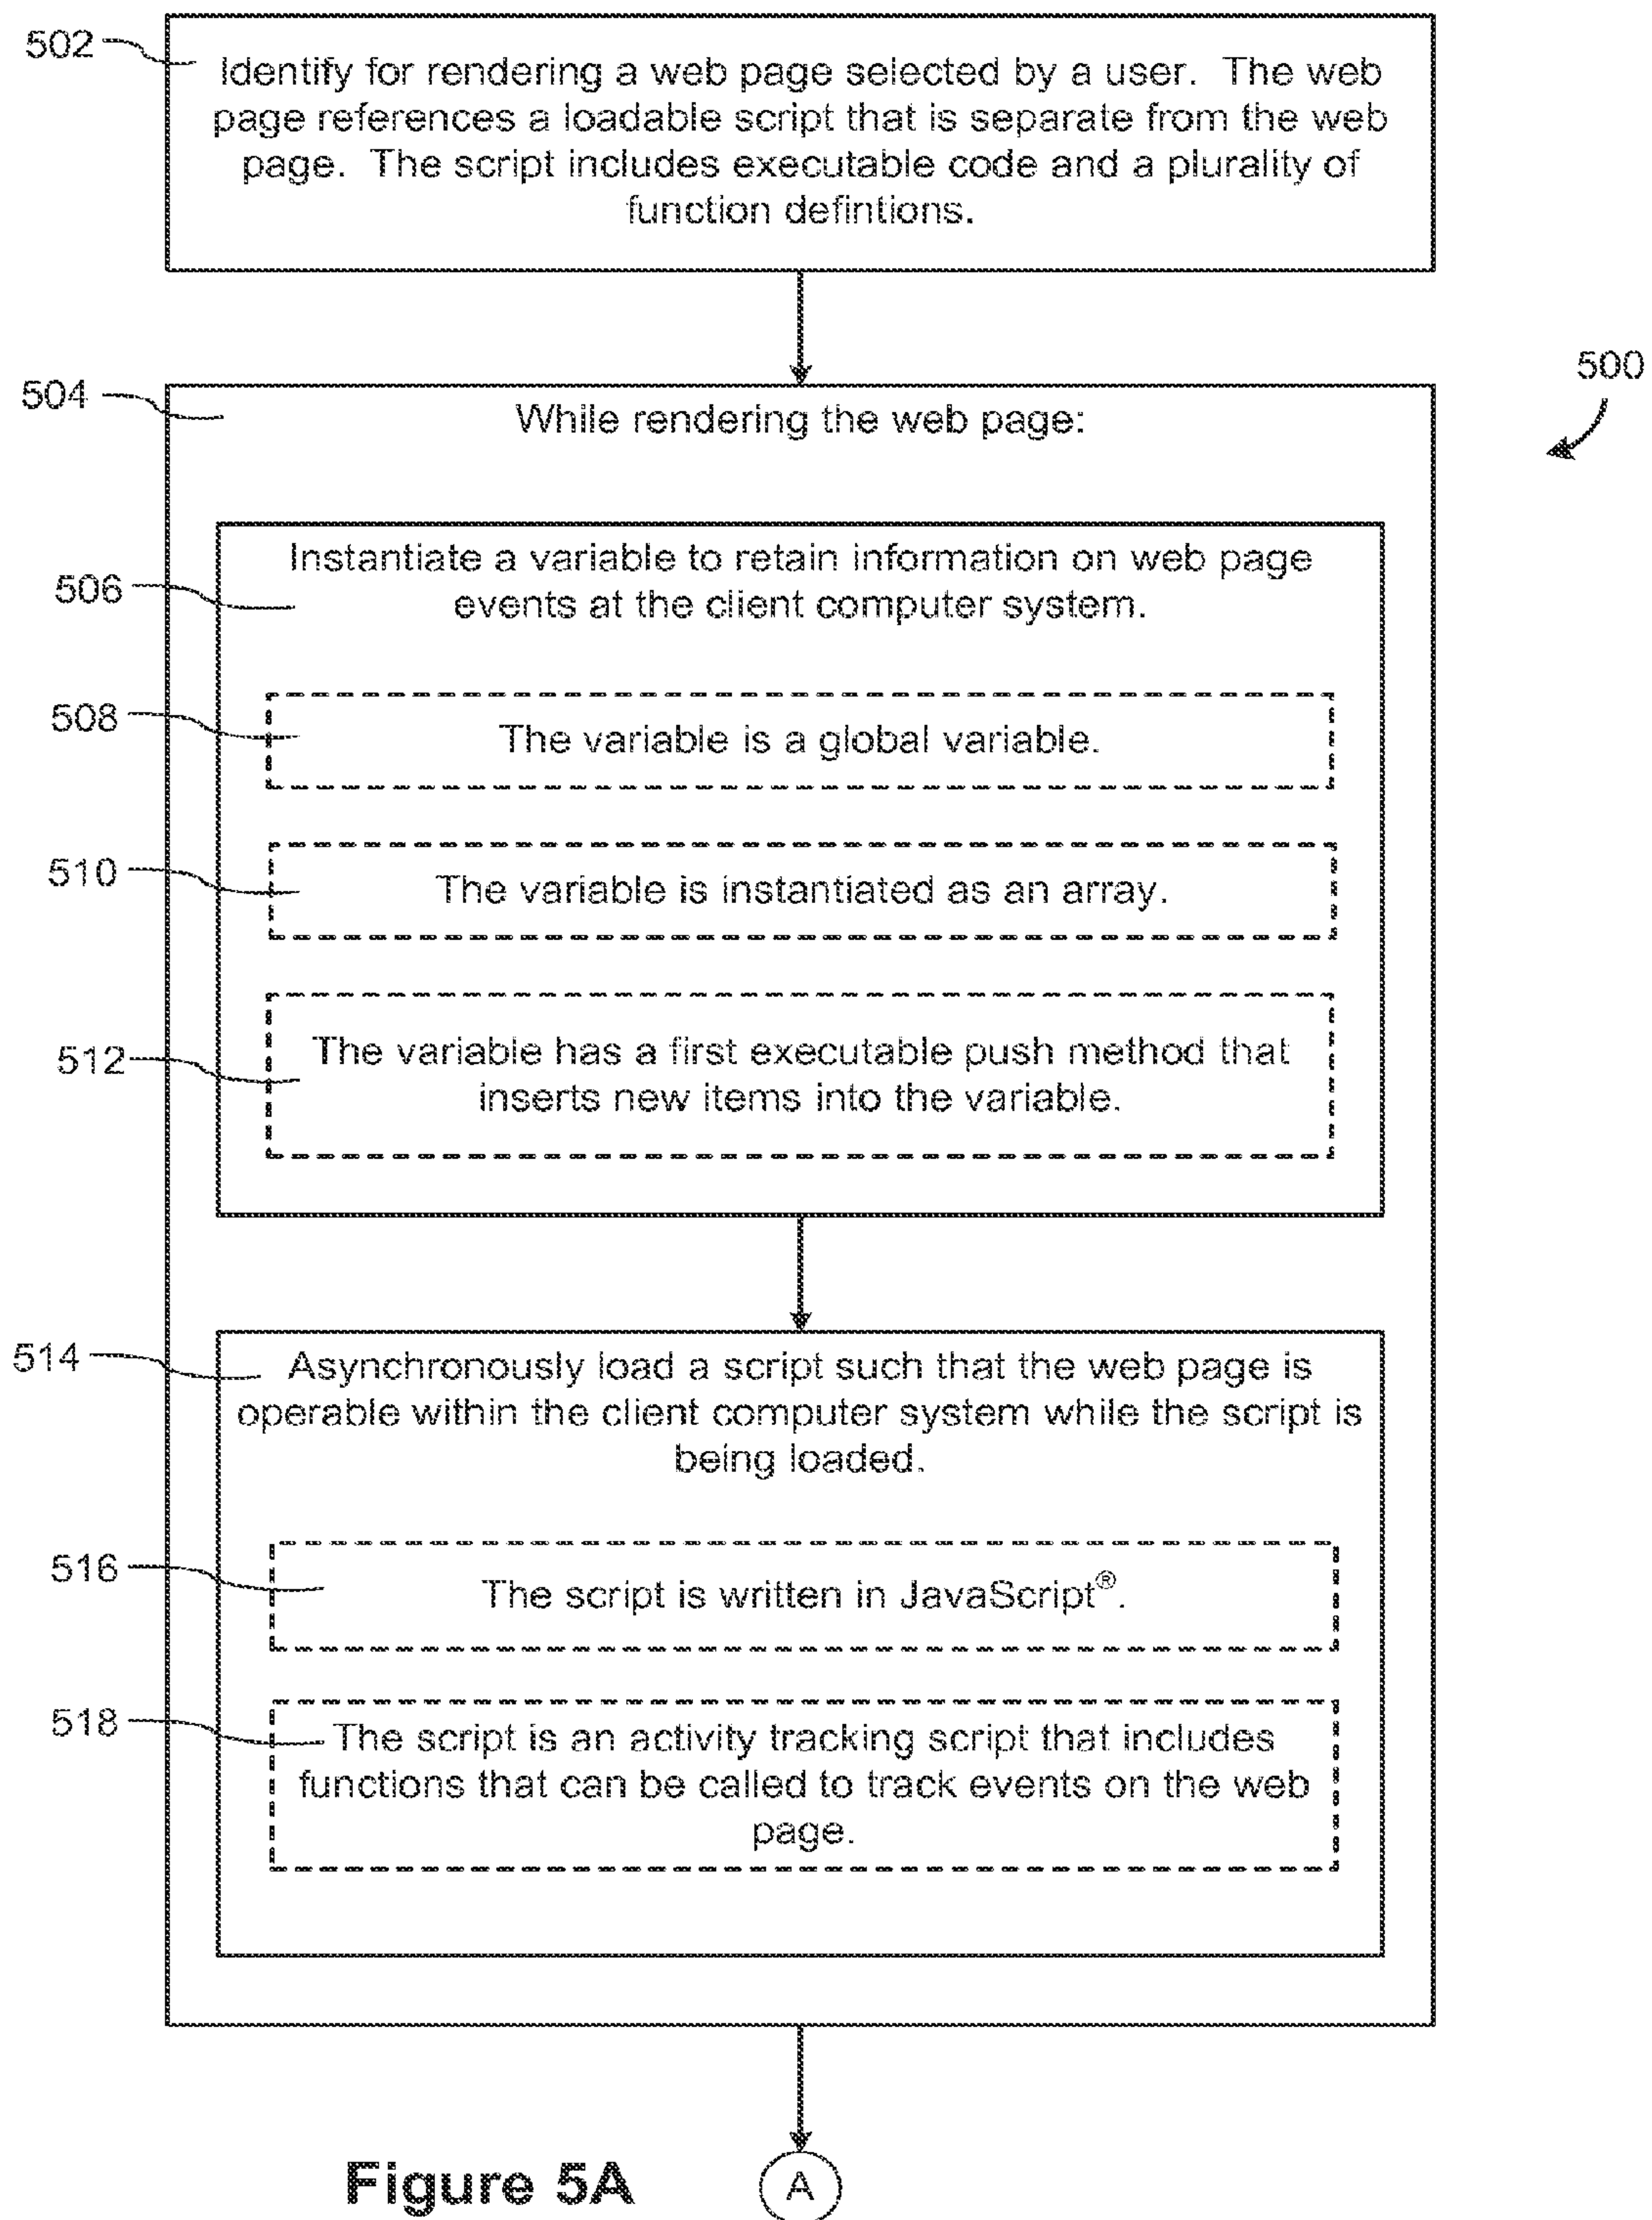 502
Identify for rendering a web page selected by a user. The web
page references a loadable script that is separate from the web
page. The script includes executable code and a plurality of
function defintions.
500
504
While rendering the web page:
506
Instantiate a variable to retain information on web page
events at the client computer system.
508
The variable is a global variable.
510
The variable is instantiated as an array.
512
The variable has a first executable push method that
inserts new items into the variable.
514
Asynchronously load a script such that the web page is
operable within the client computer system while the script is
being loaded.
516
The script is written in JavaScript®.
518
The script is an activity tracking script that includes
functions that can be called to track events on the web
page.
Figure 5A
A